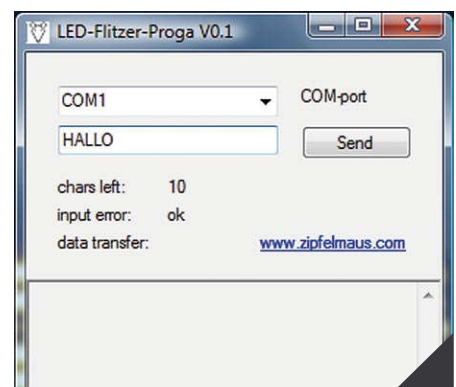 LED-Flitzer-Proga V0.1
COM1 COM-port
HALLO Send
chars left: 10
input error: ok
data transfer: www.zipfelmaus.com